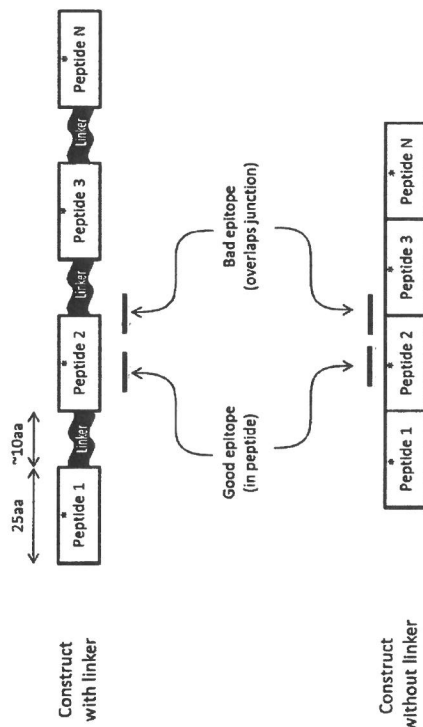 25aa
~10aa
Construct
with linker
*
Peptide 1
Linker
*
Peptide 2
Linker
*
Peptide 3
Linker
*
Peptide N
Good epitope
(in peptide)
Bad epitope
(overlaps junction)
Construct
without linker
*
Peptide 1
*
Peptide 2
*
Peptide 3
*
Peptide N